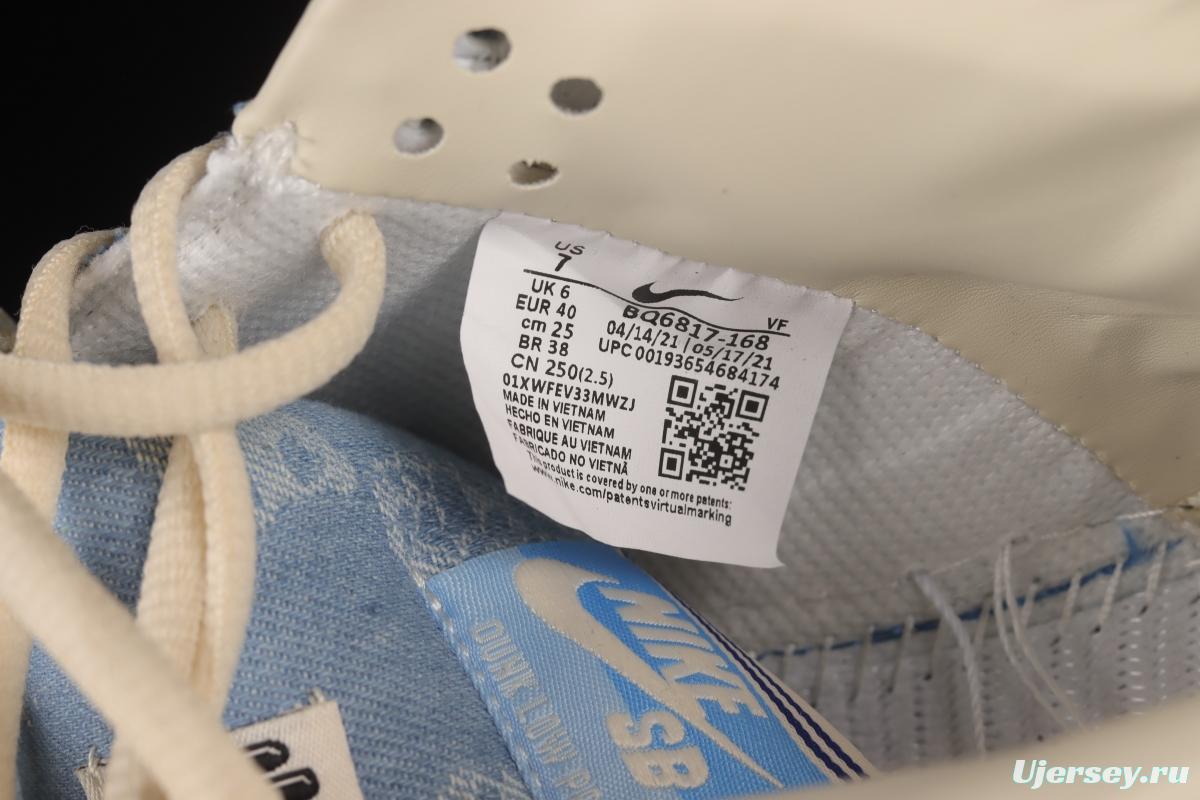 US
7
UK 6
EUR 40
cm 25
BR 38
CN 250(2.5)
VF
BQ6817-168
04/14/21 | 05/17/21
UPC 00193654684174
01XWFEV33MWZJ
MADE IN VIETNAM
HECHO EN VIETNAM
FABRIQUE AU VIETNAM
FABRICADO NO VIETNÃ
This product is covered by one or more patents:
www.nike.com/patentsvirtualmarking
NIKE
SB
DUNK LOW
Ujersey.ru